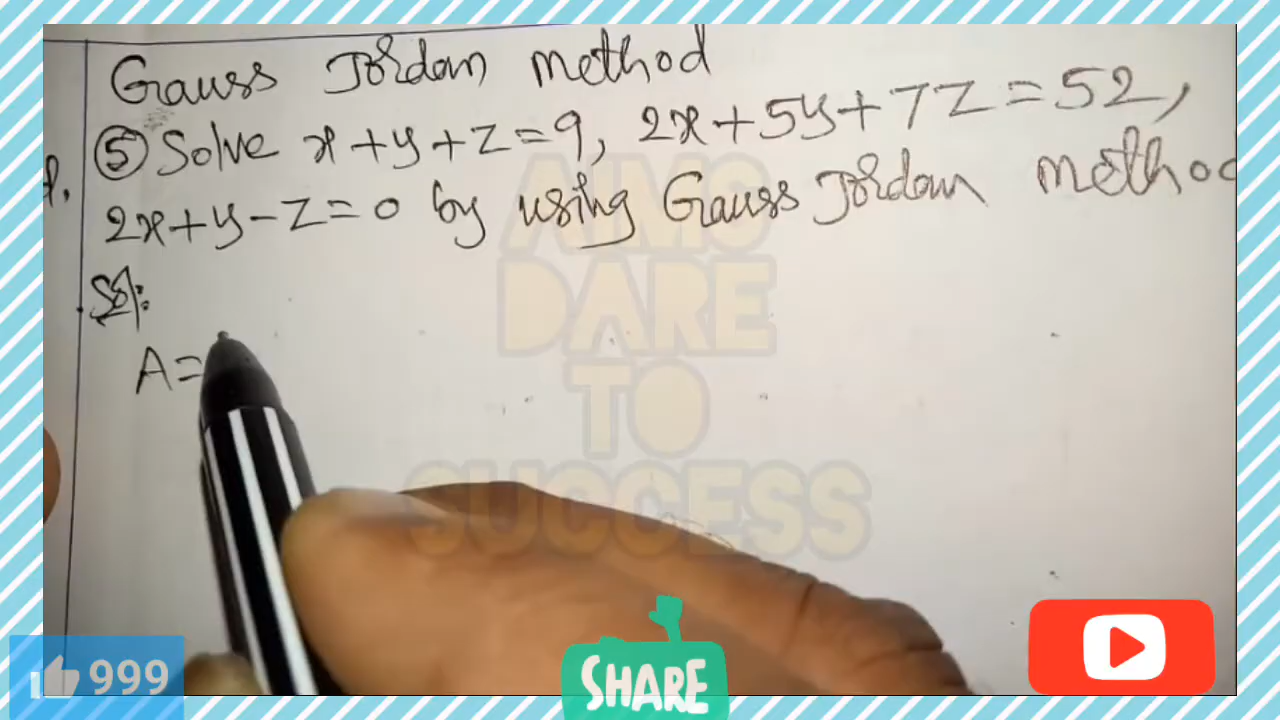 Gauss Jordan method
⑤ Solve x+y+z=9, 2x+5y+7z=52,
2x+y-z=0 by using Gauss Jordan method
Sol:
A=
AIMS
DARE
TO
SUCCESS
999
SHARE